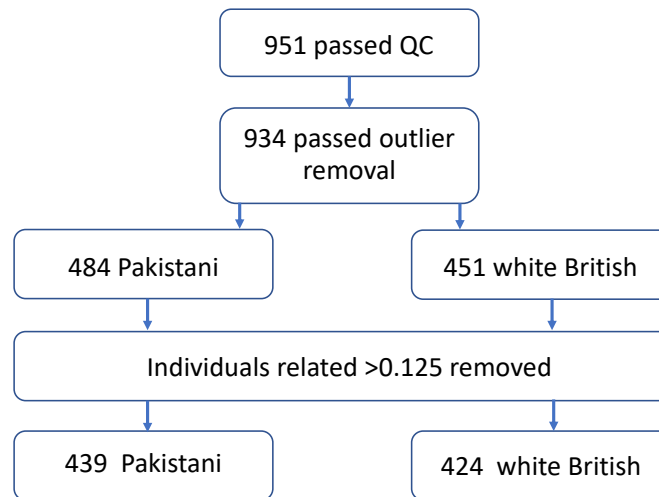 951 passed QC
934 passed outlier
removal
484 Pakistani
451 white British
Individuals related >0.125 removed
439 Pakistani
424 white British